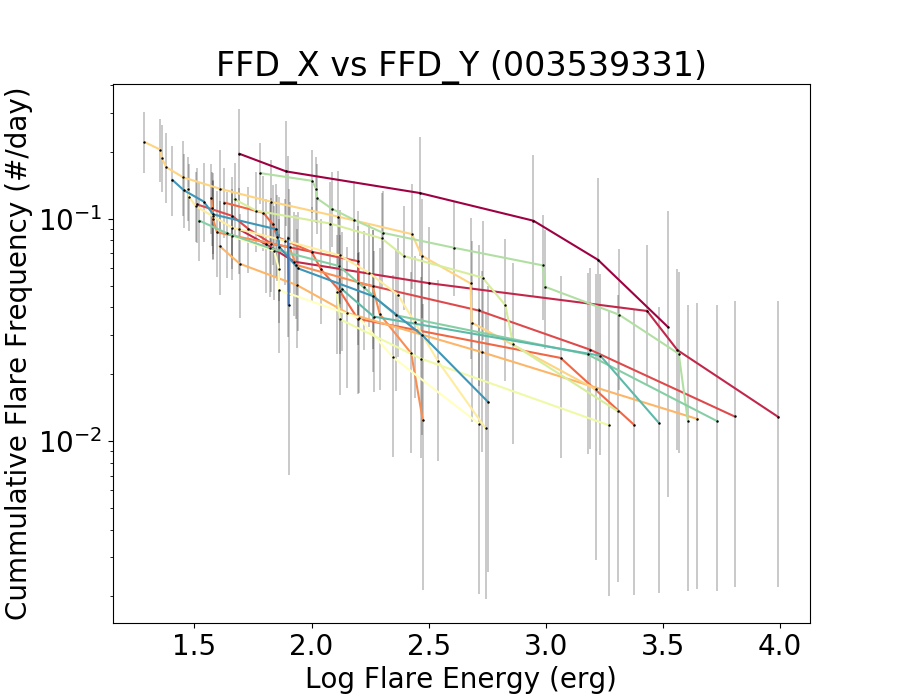 FFD_X vs FFD_Y (003539331)
Cummulative Flare Frequency (#/day)
10⁻¹
10⁻²
1.5 2.0 2.5 3.0 3.5 4.0
Log Flare Energy (erg)